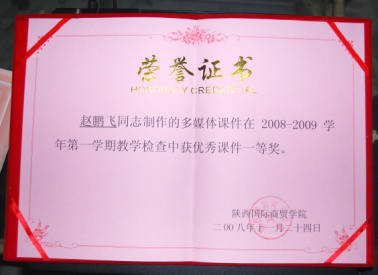 荣誉证书
HONORARY CREDENTIAL
赵鹏飞同志制作的多媒体课件在 2008-2009 学
年第一学期教学检查中获优秀课件一等奖。
陕西国际商贸学院
二00八年十一月二十四日